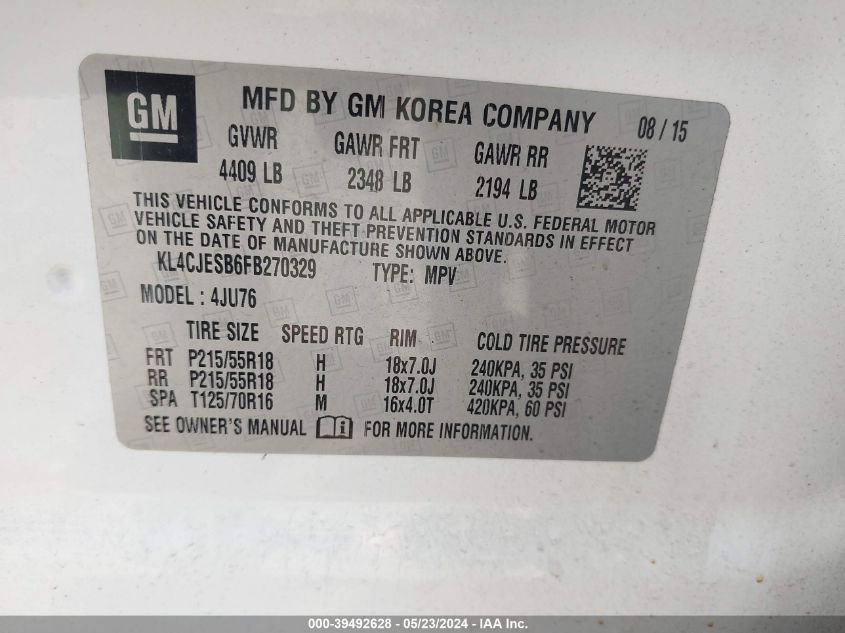 GM
MFD BY GM KOREA COMPANY 08 / 15
GVWR GAWR FRT GAWR RR
4409 LB 2348 LB 2194 LB
THIS VEHICLE CONFORMS TO ALL APPLICABLE U.S. FEDERAL MOTOR
VEHICLE SAFETY AND THEFT PREVENTION STANDARDS IN EFFECT
ON THE DATE OF MANUFACTURE SHOWN ABOVE.
KL4CJESB6FB270329 TYPE: MPV
MODEL : 4JU76
TIRE SIZE SPEED RTG RIM COLD TIRE PRESSURE
FRT P215/55R18 H 18x7.0J 240KPA, 35 PSI
RR P215/55R18 H 18x7.0J 240KPA, 35 PSI
SPA T125/70R16 M 16x4.0T 420KPA, 60 PSI
SEE OWNER'S MANUAL i FOR MORE INFORMATION.
000-39492628 - 05/23/2024 - IAA Inc.